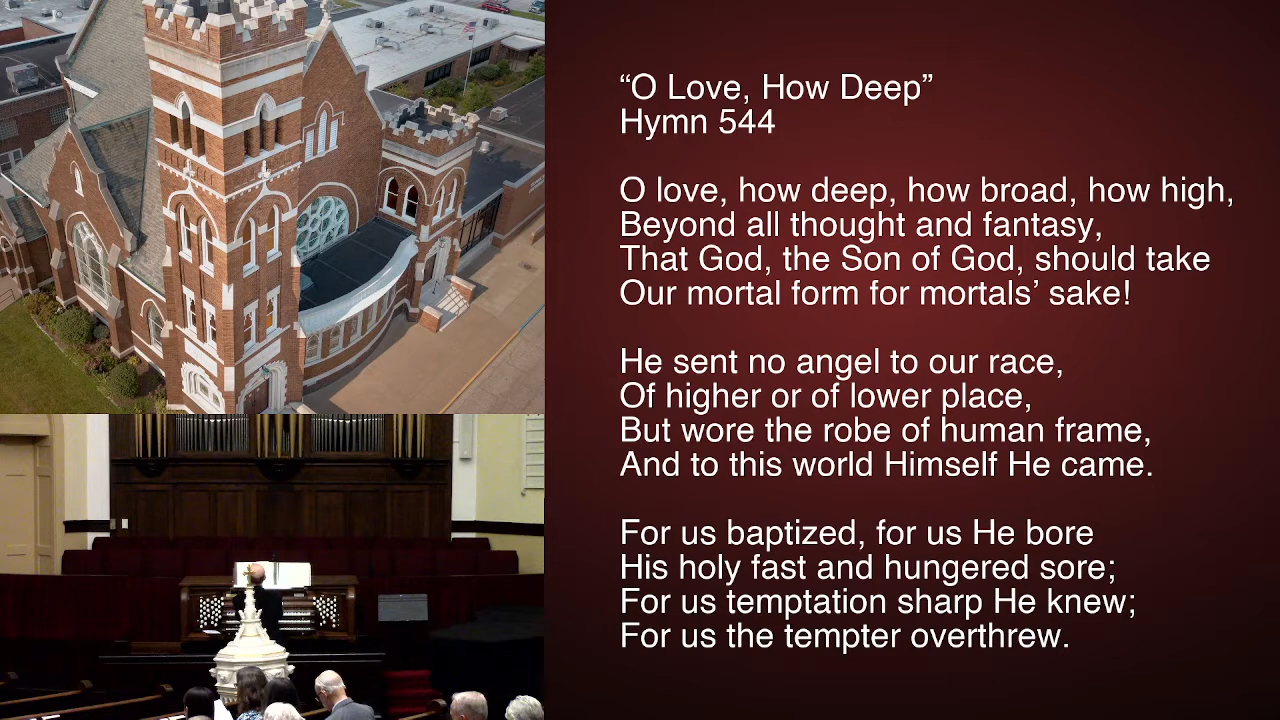 “O Love, How Deep”
Hymn 544
O love, how deep, how broad, how high,
Beyond all thought and fantasy,
That God, the Son of God, should take
Our mortal form for mortals’ sake!
He sent no angel to our race,
Of higher or of lower place,
But wore the robe of human frame,
And to this world Himself He came.
For us baptized, for us He bore
His holy fast and hungered sore;
For us temptation sharp He knew;
For us the tempter overthrew.